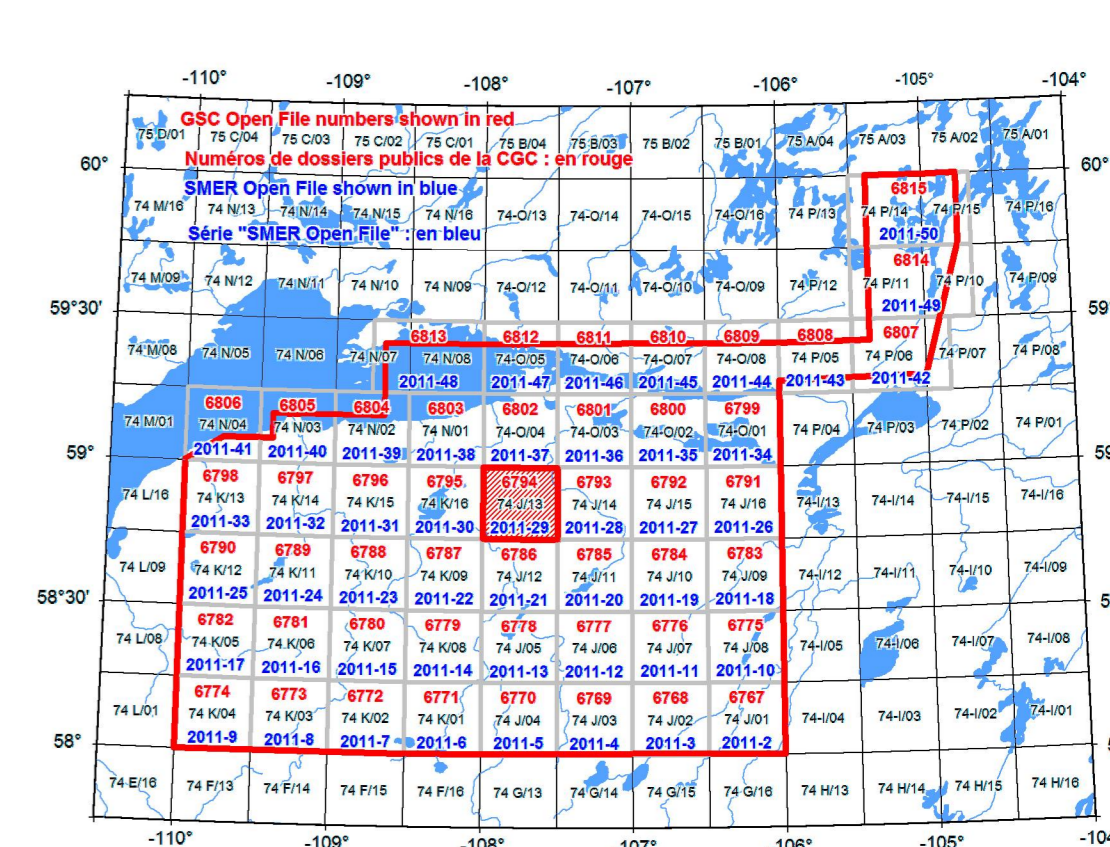 -110° -109° -108° -107° -106° -105° -104°
GSC Open File numbers shown in red
75 D/01 75 C/04 75 C/03 75 C/02 75 C/01 75 B/04 75 B/03 75 B/02 75 B/01 75 A/04 75 A/03 75 A/02 75 A/01
Numéros de dossiers publics de la CGC : en rouge
60° 60°
SMER Open File shown in blue
6815
74 M/16 74 N/13 74 N/14 74 N/15 74 N/16 74-O/13 74-O/14 74-O/15 74-O/16 74 P/13 74 P/14 74 P/15 74 P/16
Série "SMER Open File" : en bleu
2011-50
6814
74 M/09 74 N/12 74 N/11 74 N/10 74 N/09 74-O/12 74-O/11 74-O/10 74-O/09 74 P/12 74 P/11 74 P/10 74 P/09
2011-49
59°30' 59
6813 6812 6811 6810 6809 6808 6807
74 M/08 74 N/05 74 N/06 74 N/07 74 N/08 74-O/05 74-O/06 74-O/07 74-O/08 74 P/05 74 P/06 74 P/07 74 P/08
2011-48 2011-47 2011-46 2011-45 2011-44 2011-43 2011-42
6806 6805 6804 6803 6802 6801 6800 6799
74 M/01 74 N/04 74 N/03 74 N/02 74 N/01 74-O/04 74-O/03 74-O/02 74-O/01 74 P/04 74 P/03 74 P/02 74 P/01
2011-41 2011-40 2011-39 2011-38 2011-37 2011-36 2011-35 2011-34
59° 59
6798 6797 6796 6795 6794 6793 6792 6791
74 L/16 74 K/13 74 K/14 74 K/15 74 K/16 74 J/13 74 J/14 74 J/15 74 J/16 74-I/13 74-I/14 74-I/15 74-I/16
2011-33 2011-32 2011-31 2011-30 2011-29 2011-28 2011-27 2011-26
6790 6789 6788 6787 6786 6785 6784 6783
74 L/09 74 K/12 74 K/11 74 K/10 74 K/09 74 J/12 74 J/11 74 J/10 74 J/09 74-I/12 74-I/11 74-I/10 74-I/09
2011-25 2011-24 2011-23 2011-22 2011-21 2011-20 2011-19 2011-18
58°30' 5
6782 6781 6780 6779 6778 6777 6776 6775
74 L/08 74 K/05 74 K/06 74 K/07 74 K/08 74 J/05 74 J/06 74 J/07 74 J/08 74-I/05 74-I/06 74-I/07 74-I/08
2011-17 2011-16 2011-15 2011-14 2011-13 2011-12 2011-11 2011-10
6774 6773 6772 6771 6770 6769 6768 6767
74 L/01 74 K/04 74 K/03 74 K/02 74 K/01 74 J/04 74 J/03 74 J/02 74 J/01 74-I/04 74-I/03 74-I/02 74-I/01
2011-9 2011-8 2011-7 2011-6 2011-5 2011-4 2011-3 2011-2
58°
74 E/16 74 F/13 74 F/14 74 F/15 74 F/16 74 G/13 74 G/14 74 G/15 74 G/16 74 H/13 74 H/14 74 H/15 74 H/16
-110° -109° -108° -107° -106° -105° -104